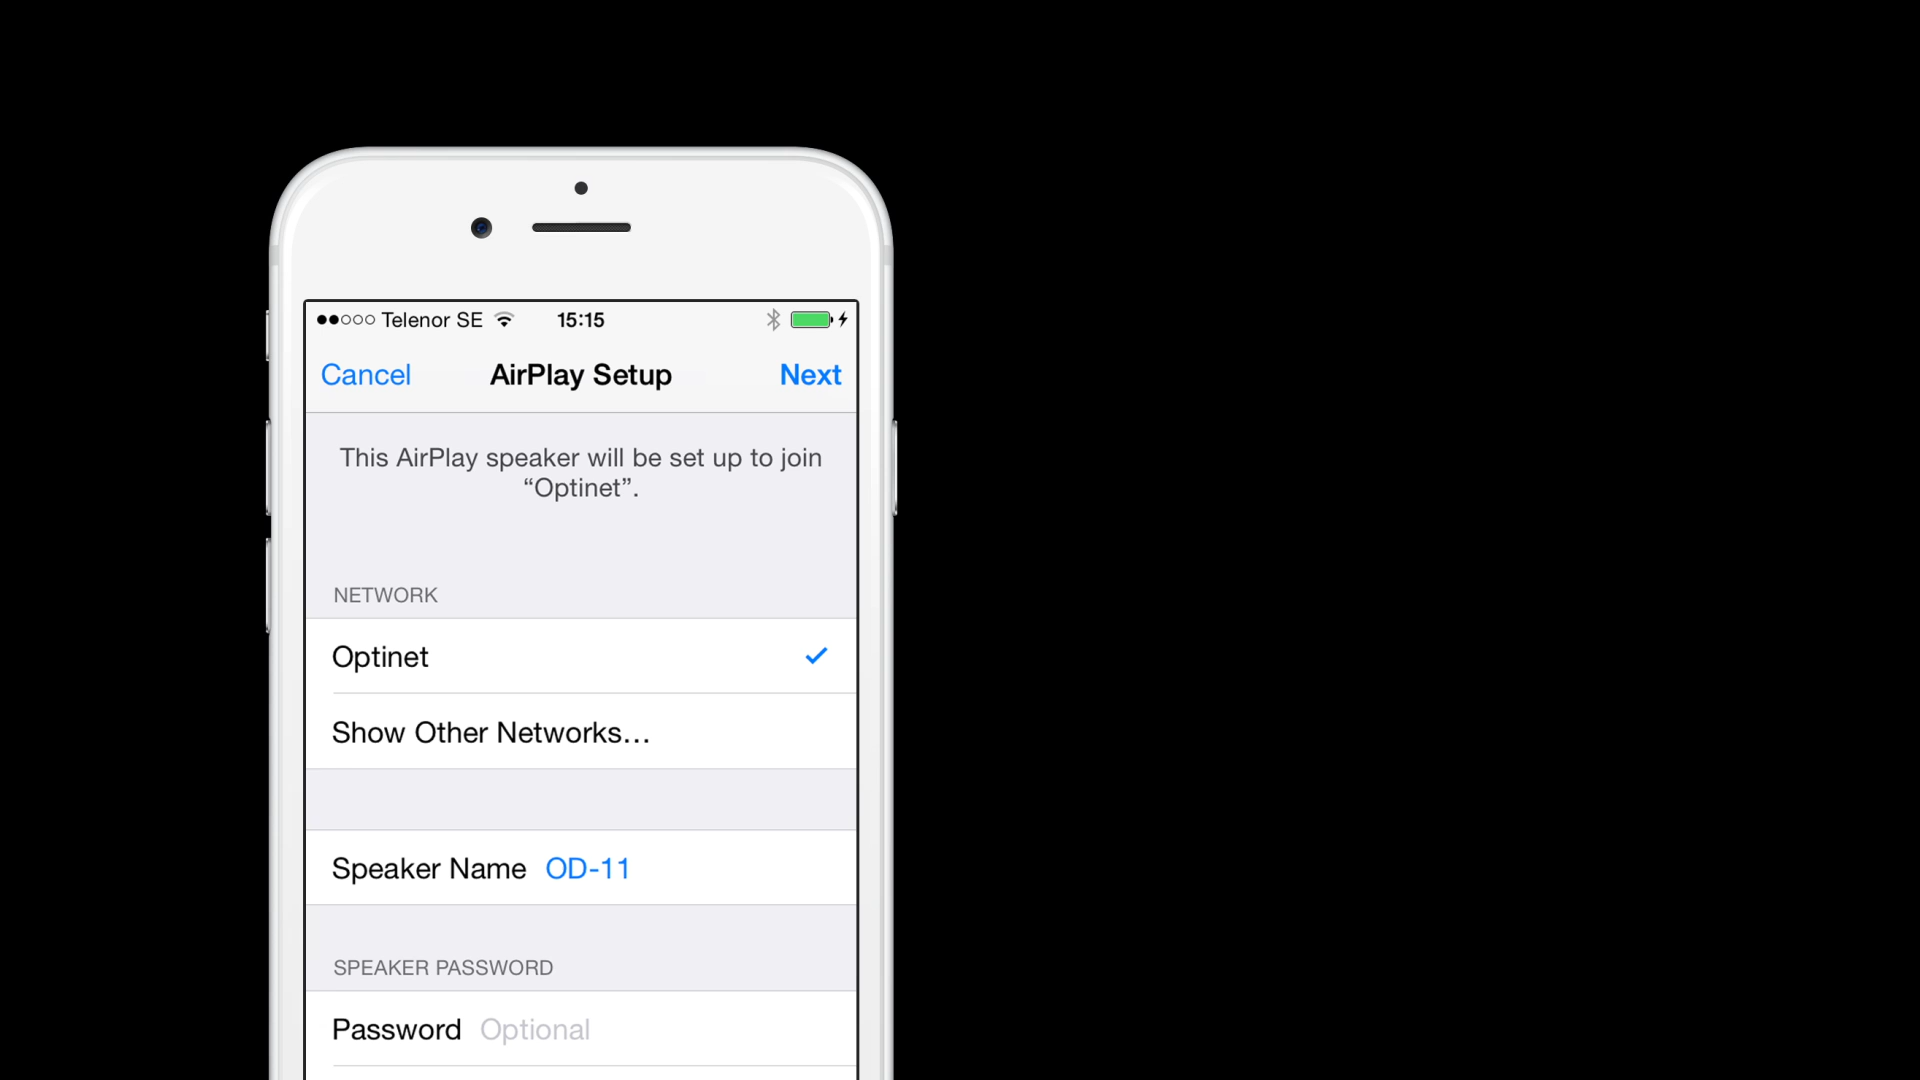 Telenor SE 15:15
Cancel AirPlay Setup Next
This AirPlay speaker will be set up to join
“Optinet”.
NETWORK
Optinet
Show Other Networks...
Speaker Name OD-11
SPEAKER PASSWORD
Password Optional